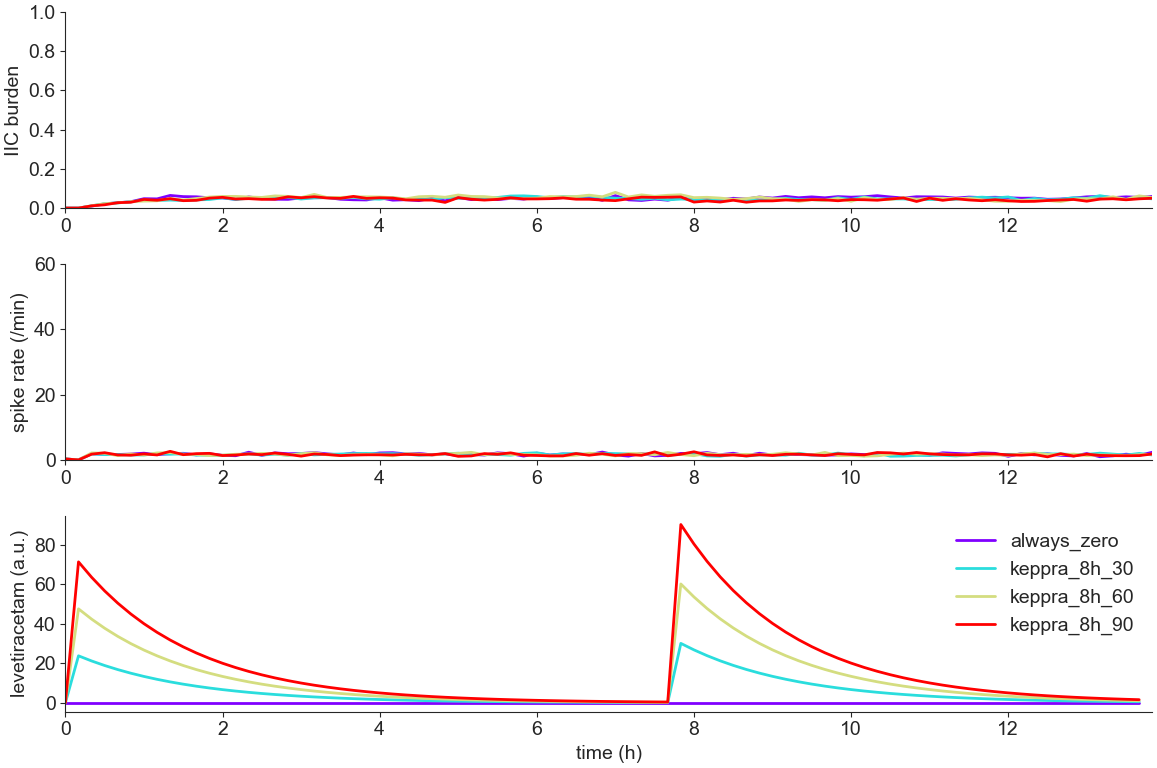 IIC burden
1.0
0.8
0.6
0.4
0.2
0.0
0 2 4 6 8 10 12
spike rate (/min)
60
40
20
0
0 2 4 6 8 10 12
levetiracetam (a.u.)
80
60
40
20
0
0 2 4 6 8 10 12
time (h)
always_zero
keppra_8h_30
keppra_8h_60
keppra_8h_90